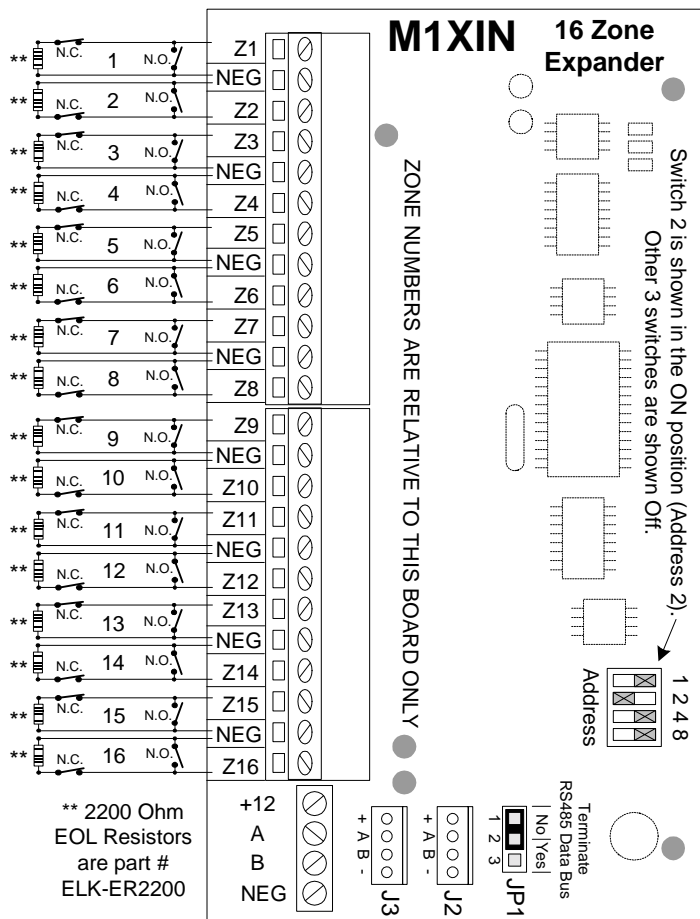 M1XIN
16 Zone
Expander
** N.C. 1 N.O. Z1
NEG
** N.C. 2 N.O. Z2
** N.C. 3 N.O. Z3
NEG
** N.C. 4 N.O. Z4
** N.C. 5 N.O. Z5
NEG
** N.C. 6 N.O. Z6
** N.C. 7 N.O. Z7
NEG
** N.C. 8 N.O. Z8
** N.C. 9 N.O. Z9
NEG
** N.C. 10 N.O. Z10
** N.C. 11 N.O. Z11
NEG
** N.C. 12 N.O. Z12
** N.C. 13 N.O. Z13
NEG
** N.C. 14 N.O. Z14
** N.C. 15 N.O. Z15
NEG
** N.C. 16 N.O. Z16
ZONE NUMBERS ARE RELATIVE TO THIS BOARD ONLY
Switch 2 is shown in the ON position (Address 2).
Other 3 switches are shown Off.
1 2 4 8
Address
** 2200 Ohm
EOL Resistors
are part #
ELK-ER2200
+12
A
B
NEG
+ A B -
J3
+ A B -
J2
Terminate
RS485 Data Bus
No Yes
1 2 3
JP1